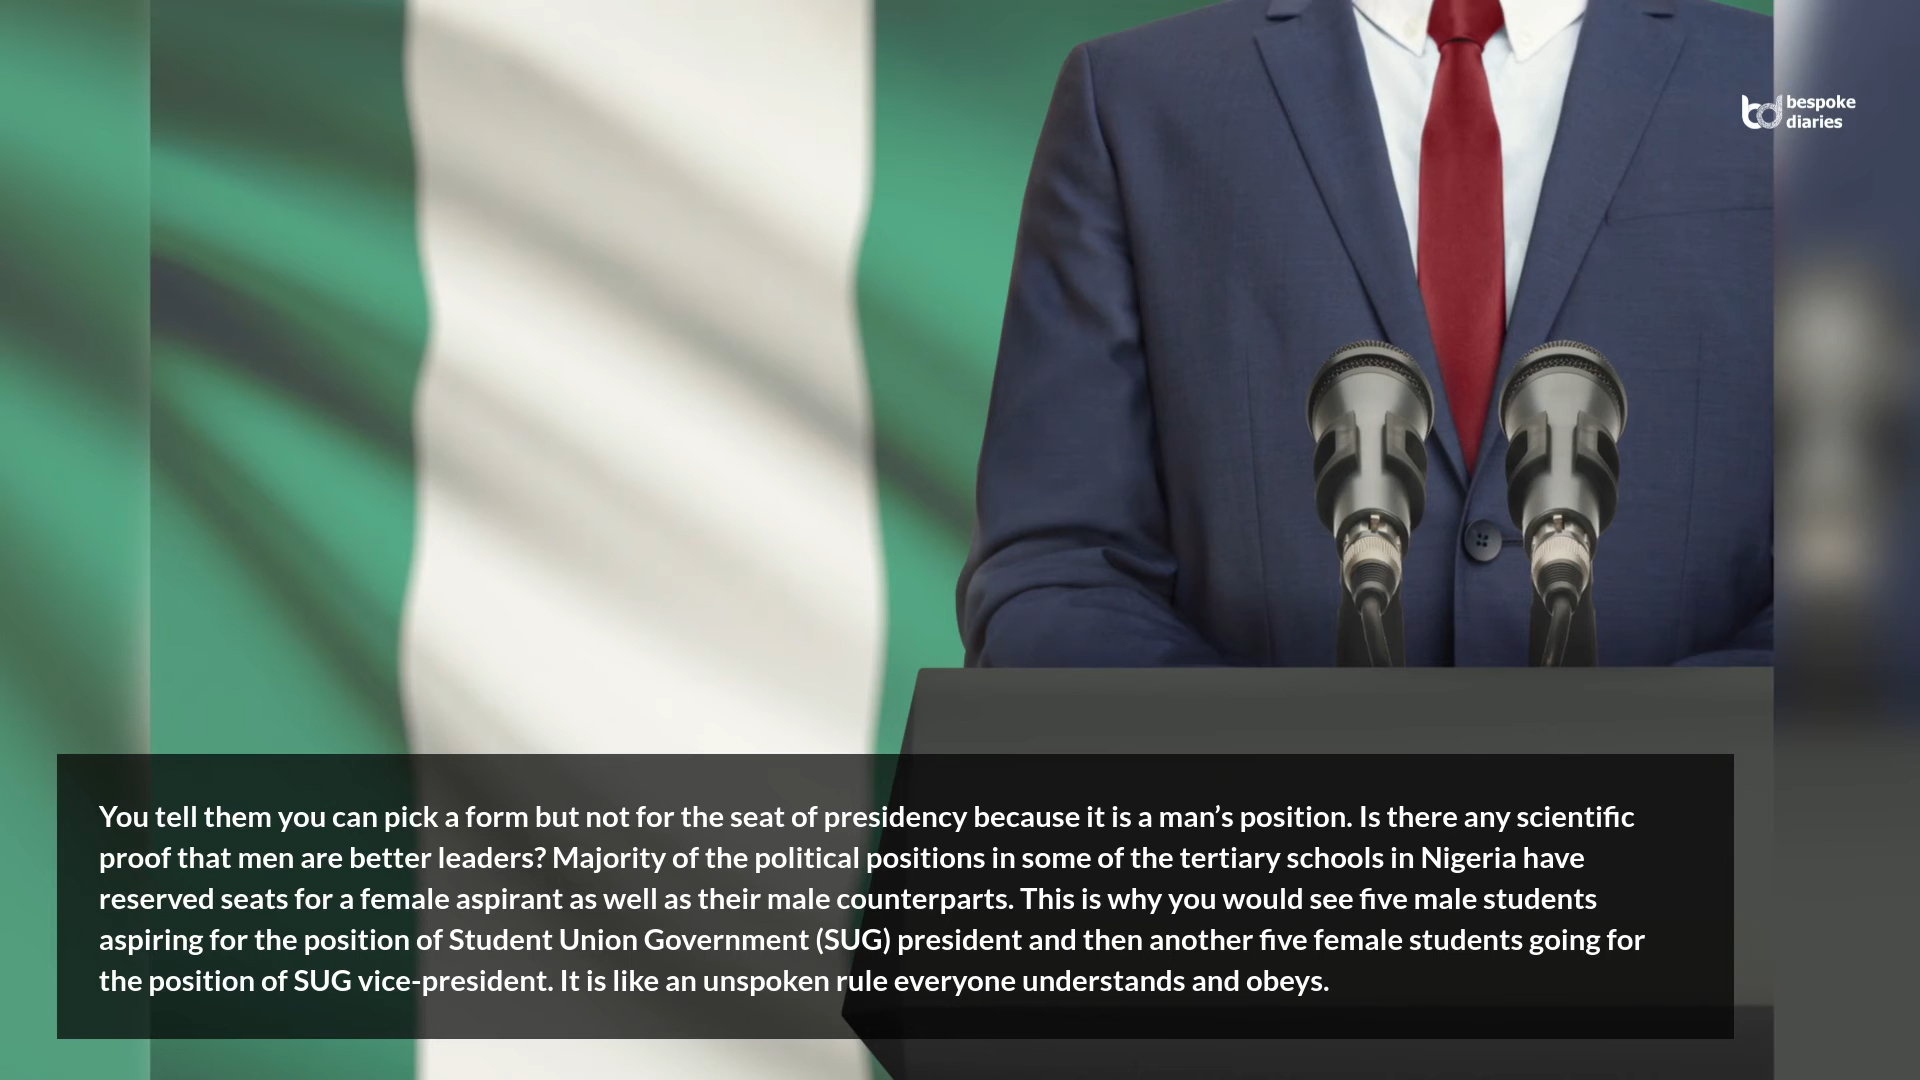 bespoke
diaries
You tell them you can pick a form but not for the seat of presidency because it is a man’s position. Is there any scientific
proof that men are better leaders? Majority of the political positions in some of the tertiary schools in Nigeria have
reserved seats for a female aspirant as well as their male counterparts. This is why you would see five male students
aspiring for the position of Student Union Government (SUG) president and then another five female students going for
the position of SUG vice-president. It is like an unspoken rule everyone understands and obeys.